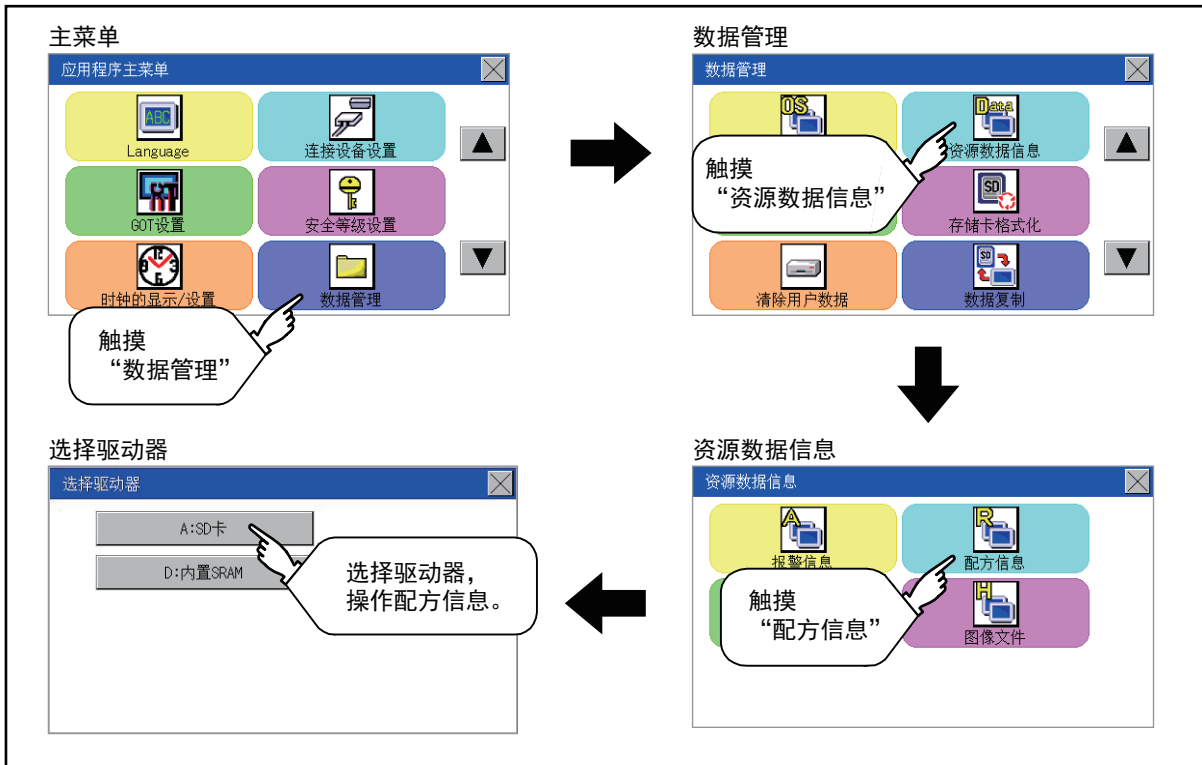 主菜单
应用程序主菜单
ABC
Language
连接设备设置
GOT设置
安全等级设置
时钟的显示/设置
数据管理
触摸
“数据管理”
数据管理
数据管理
OS
Data
资源数据信息
触摸
“资源数据信息”
SD
存储卡格式化
清除用户数据
SD
数据复制
资源数据信息
资源数据信息
A
报警信息
R
配方信息
触摸
“配方信息”
H
图像文件
选择驱动器
选择驱动器
A:SD卡
D:内置SRAM
选择驱动器，
操作配方信息。